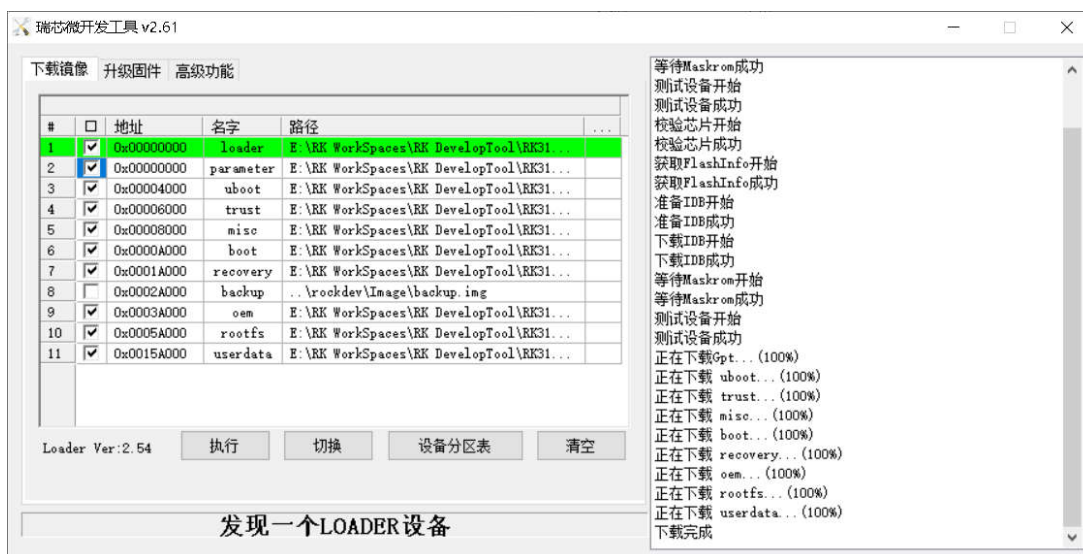 瑞芯微开发工具 v2.61
下载镜像 升级固件 高级功能
# 地址 名字 路径 ...
1 0x00000000 loader E:\RK WorkSpaces\RK DevelopTool\RK31...
2 0x00000000 parameter E:\RK WorkSpaces\RK DevelopTool\RK31...
3 0x00004000 uboot E:\RK WorkSpaces\RK DevelopTool\RK31...
4 0x00006000 trust E:\RK WorkSpaces\RK DevelopTool\RK31...
5 0x00008000 misc E:\RK WorkSpaces\RK DevelopTool\RK31...
6 0x0000A000 boot E:\RK WorkSpaces\RK DevelopTool\RK31...
7 0x0001A000 recovery E:\RK WorkSpaces\RK DevelopTool\RK31...
8 0x0002A000 backup ..\rockdev\Image\backup.img
9 0x0003A000 oem E:\RK WorkSpaces\RK DevelopTool\RK31...
10 0x0005A000 rootfs E:\RK WorkSpaces\RK DevelopTool\RK31...
11 0x0015A000 userdata E:\RK WorkSpaces\RK DevelopTool\RK31...
Loader Ver:2.54 执行 切换 设备分区表 清空
发现一个LOADER设备
等待Maskrom成功
测试设备开始
测试设备成功
校验芯片开始
校验芯片成功
获取FlashInfo开始
获取FlashInfo成功
准备IDB开始
准备IDB成功
下载IDB开始
下载IDB成功
等待Maskrom开始
等待Maskrom成功
测试设备开始
测试设备成功
正在下载Gpt...(100%)
正在下载 uboot...(100%)
正在下载 trust...(100%)
正在下载 misc...(100%)
正在下载 boot...(100%)
正在下载 recovery...(100%)
正在下载 oem...(100%)
正在下载 rootfs...(100%)
正在下载 userdata...(100%)
下载完成